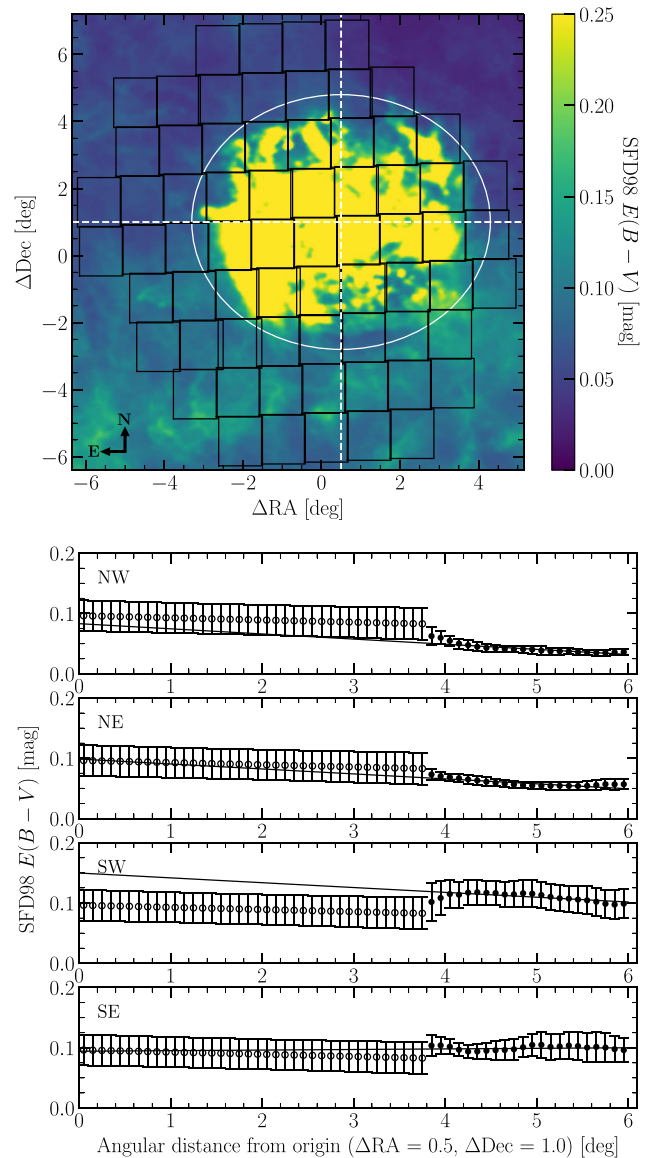 6
4
2
0
−2
−4
−6
ΔDec [deg]
N
E
−6
−4
−2
0
2
4
ΔRA [deg]
0.25
0.20
0.15
0.10
0.05
0.00
SFD98 E(B − V) [mag]
NW
0.2
0.1
0.0
0 1 2 3 4 5 6
NE
0.2
0.1
0.0
0 1 2 3 4 5 6
SW
0.2
0.1
0.0
0 1 2 3 4 5 6
SE
0.2
0.1
0.0
0 1 2 3 4 5 6
SFD98 E(B − V) [mag]
Angular distance from origin (ΔRA = 0.5, ΔDec = 1.0) [deg]